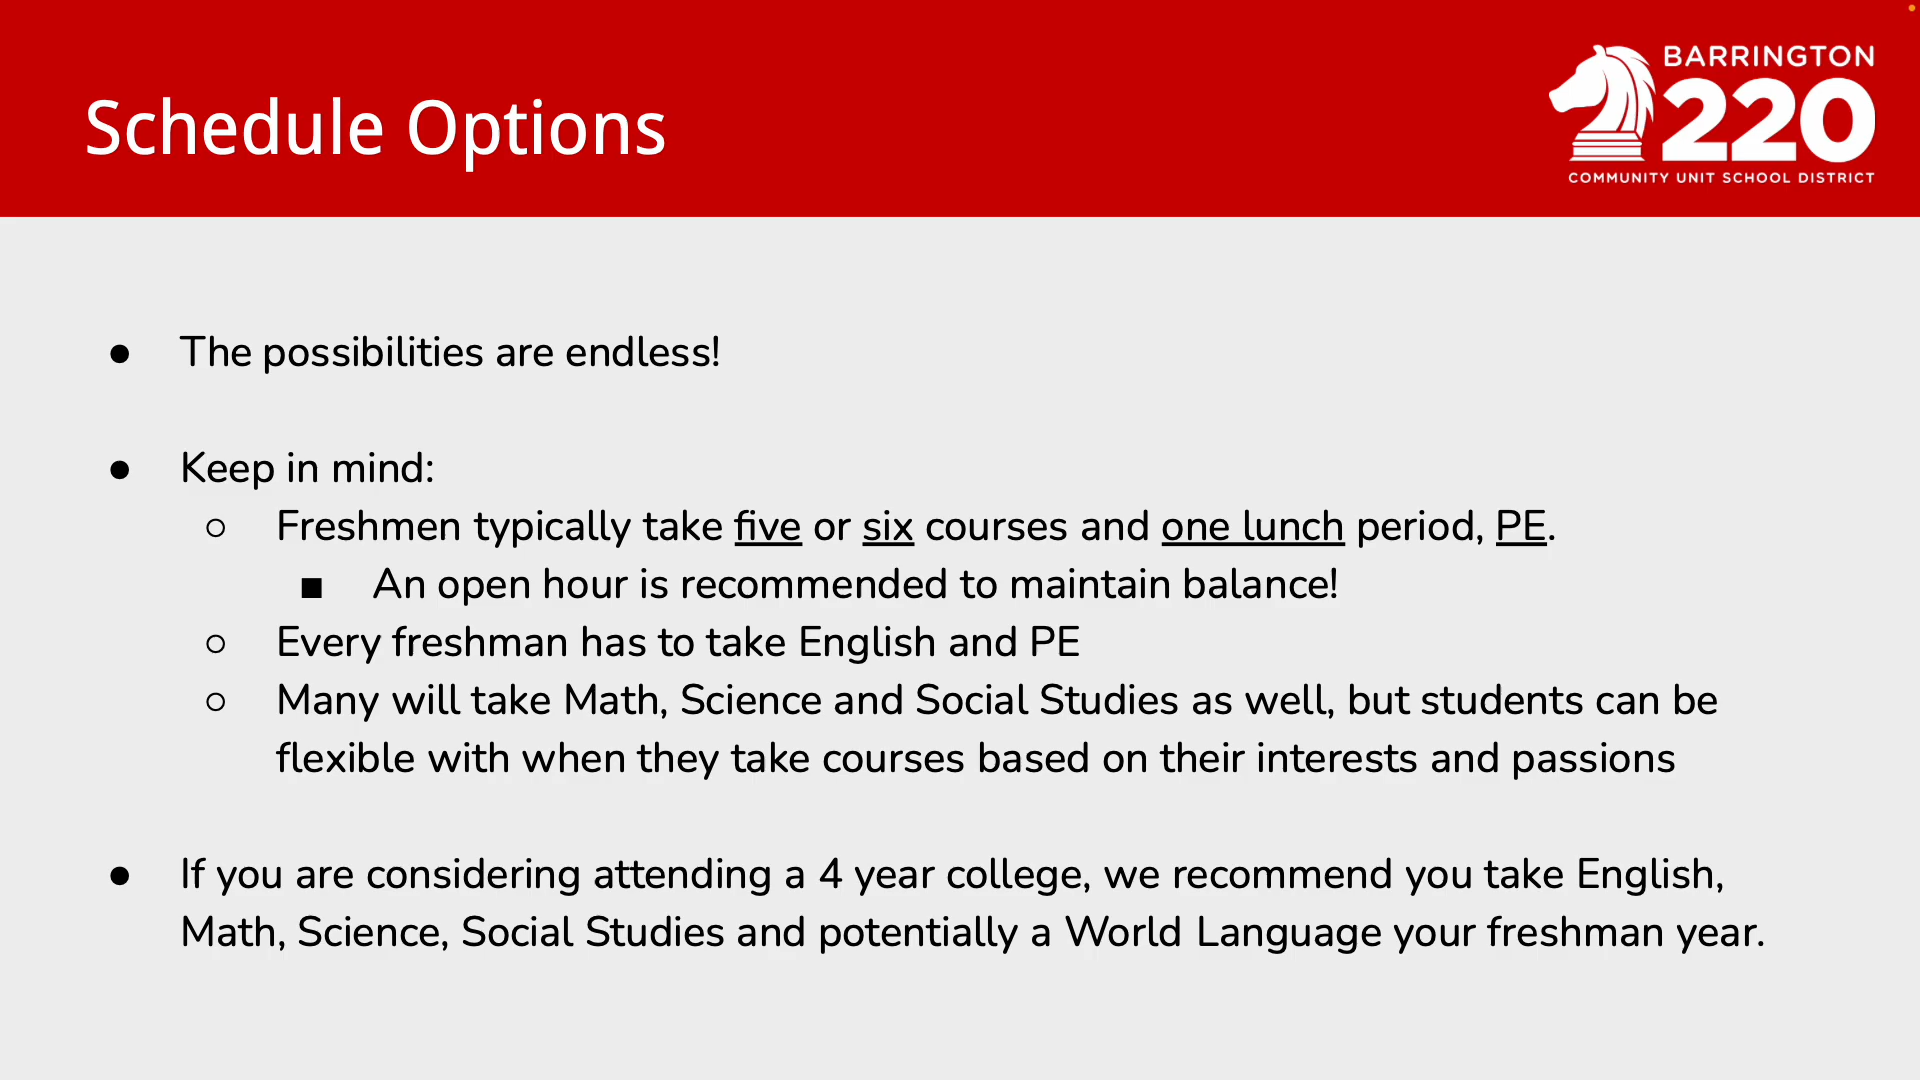 Schedule Options
BARRINGTON
220
COMMUNITY UNIT SCHOOL DISTRICT
● The possibilities are endless!
● Keep in mind:
○ Freshmen typically take five or six courses and one lunch period, PE.
■ An open hour is recommended to maintain balance!
○ Every freshman has to take English and PE
○ Many will take Math, Science and Social Studies as well, but students can be
flexible with when they take courses based on their interests and passions
● If you are considering attending a 4 year college, we recommend you take English,
Math, Science, Social Studies and potentially a World Language your freshman year.